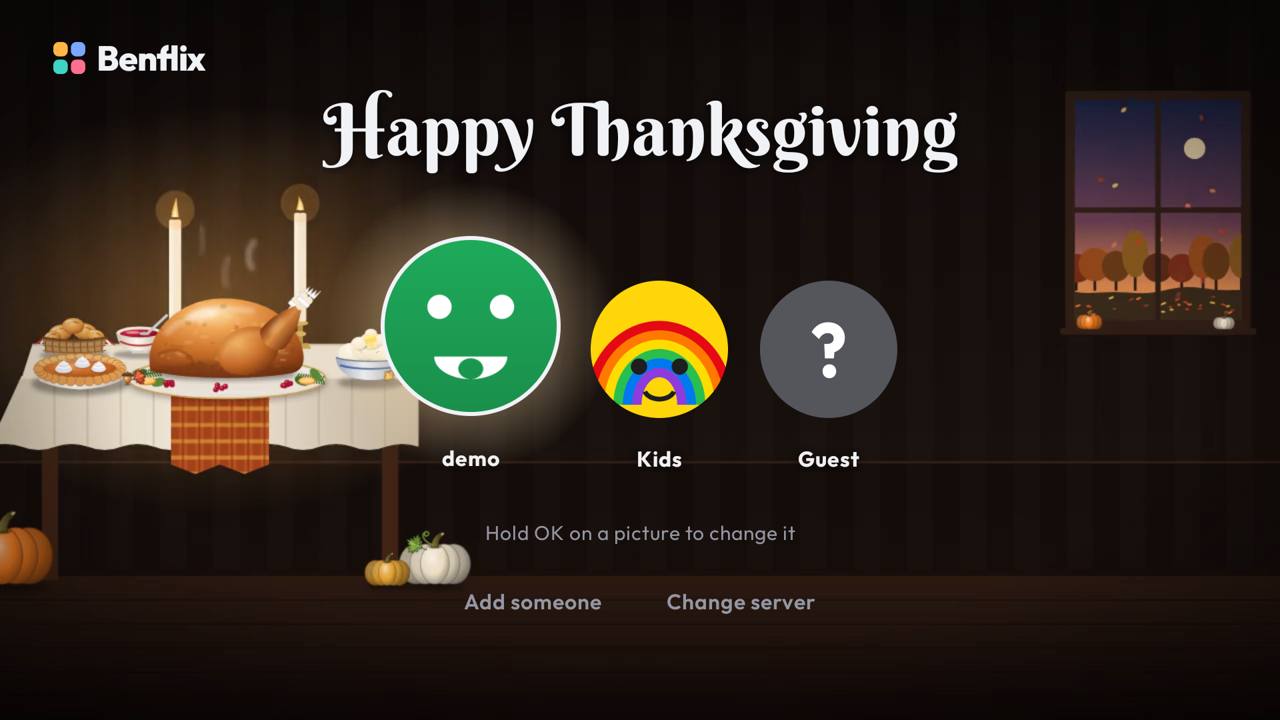 Benflix
Happy Thanksgiving
?
demo
Kids
Guest
Hold OK on a picture to change it
Add someone
Change server